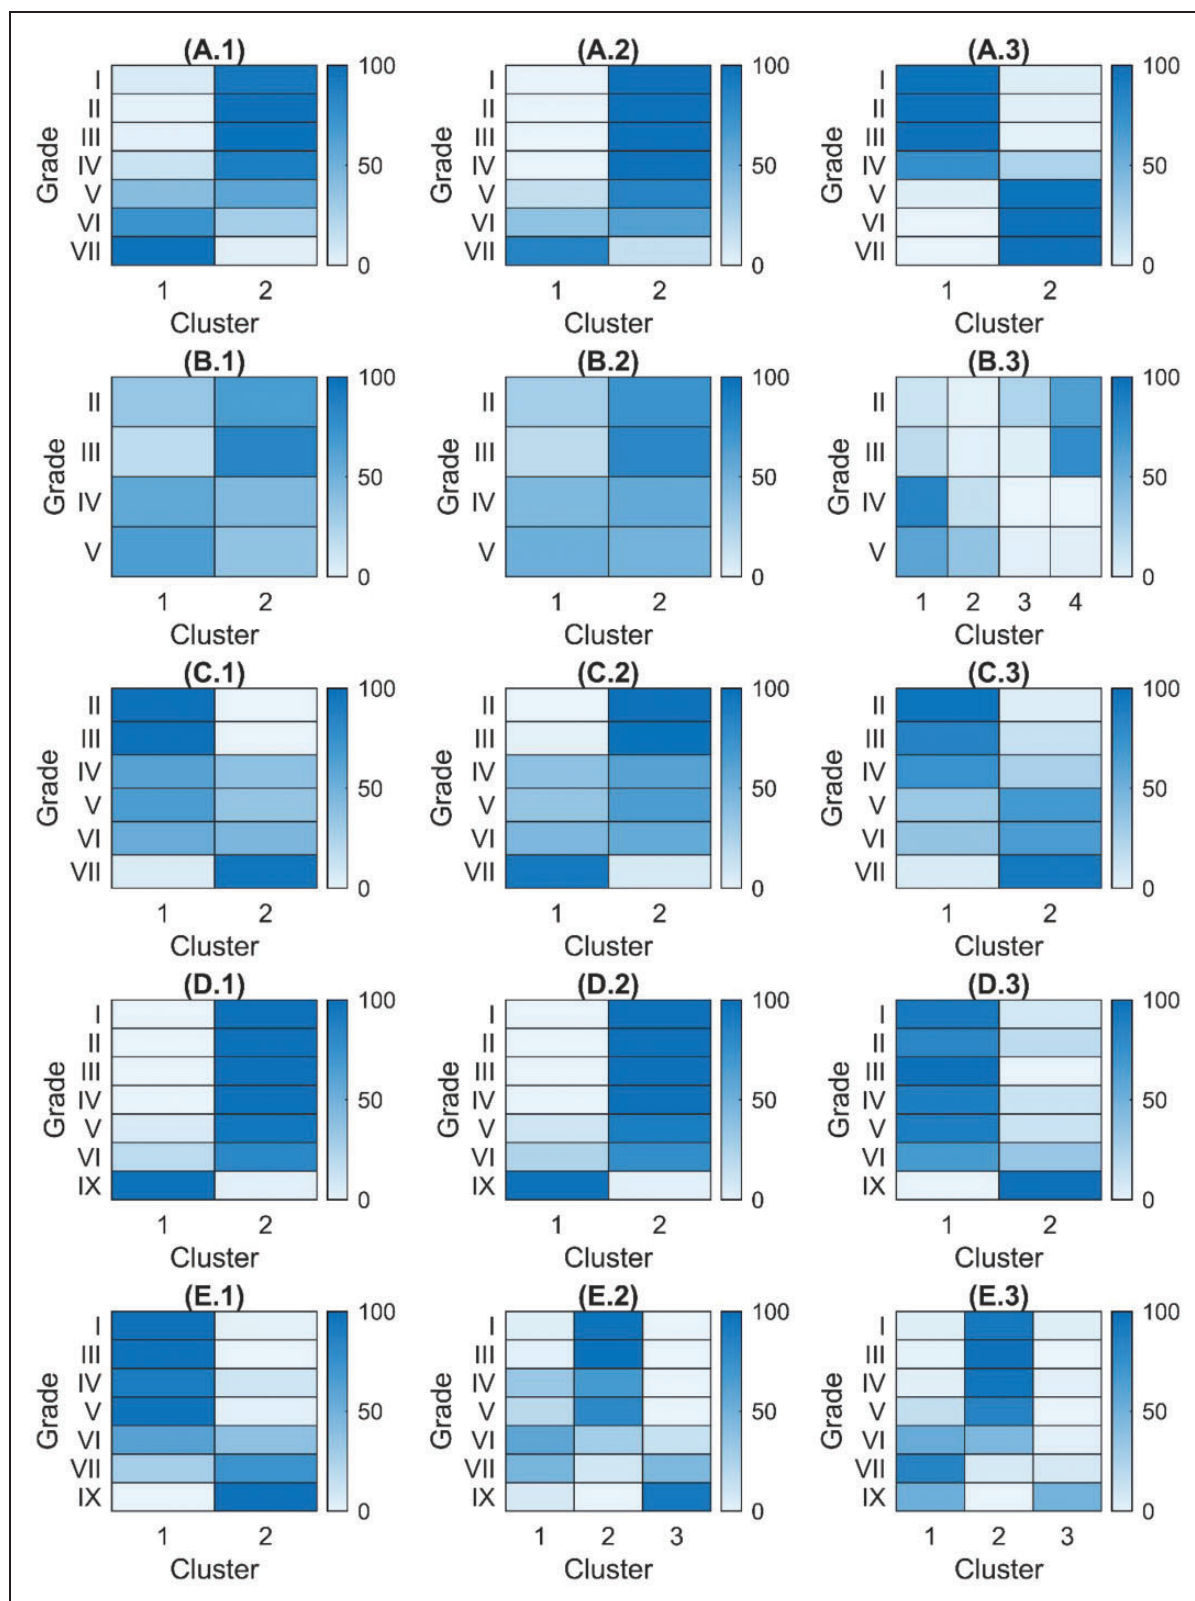 (A.1) (A.2) (A.3)
I 100 I 100 I 100
II II II
III III III
Grade IV 50 Grade IV 50 Grade IV 50
V V V
VI VI VI
VII 0 VII 0 VII 0
1 2 1 2 1 2
Cluster Cluster Cluster
(B.1) (B.2) (B.3)
100 100 100
II II II
Grade III 50 Grade III 50 Grade III 50
IV IV IV
V V V
0 0 0
1 2 1 2 1 2 3 4
Cluster Cluster Cluster
(C.1) (C.2) (C.3)
II 100 II 100 II 100
III III III
Grade IV 50 Grade IV 50 Grade IV 50
V V V
VI VI VI
VII 0 VII 0 VII 0
1 2 1 2 1 2
Cluster Cluster Cluster
(D.1) (D.2) (D.3)
I 100 I 100 I 100
II II II
III III III
Grade IV 50 Grade IV 50 Grade IV 50
V V V
VI VI VI
IX 0 IX 0 IX 0
1 2 1 2 1 2
Cluster Cluster Cluster
(E.1) (E.2) (E.3)
I 100 I 100 I 100
III III III
IV IV IV
Grade V 50 Grade V 50 Grade V 50
VI VI VI
VII VII VII
IX 0 IX 0 IX 0
1 2 1 2 3 1 2 3
Cluster Cluster Cluster